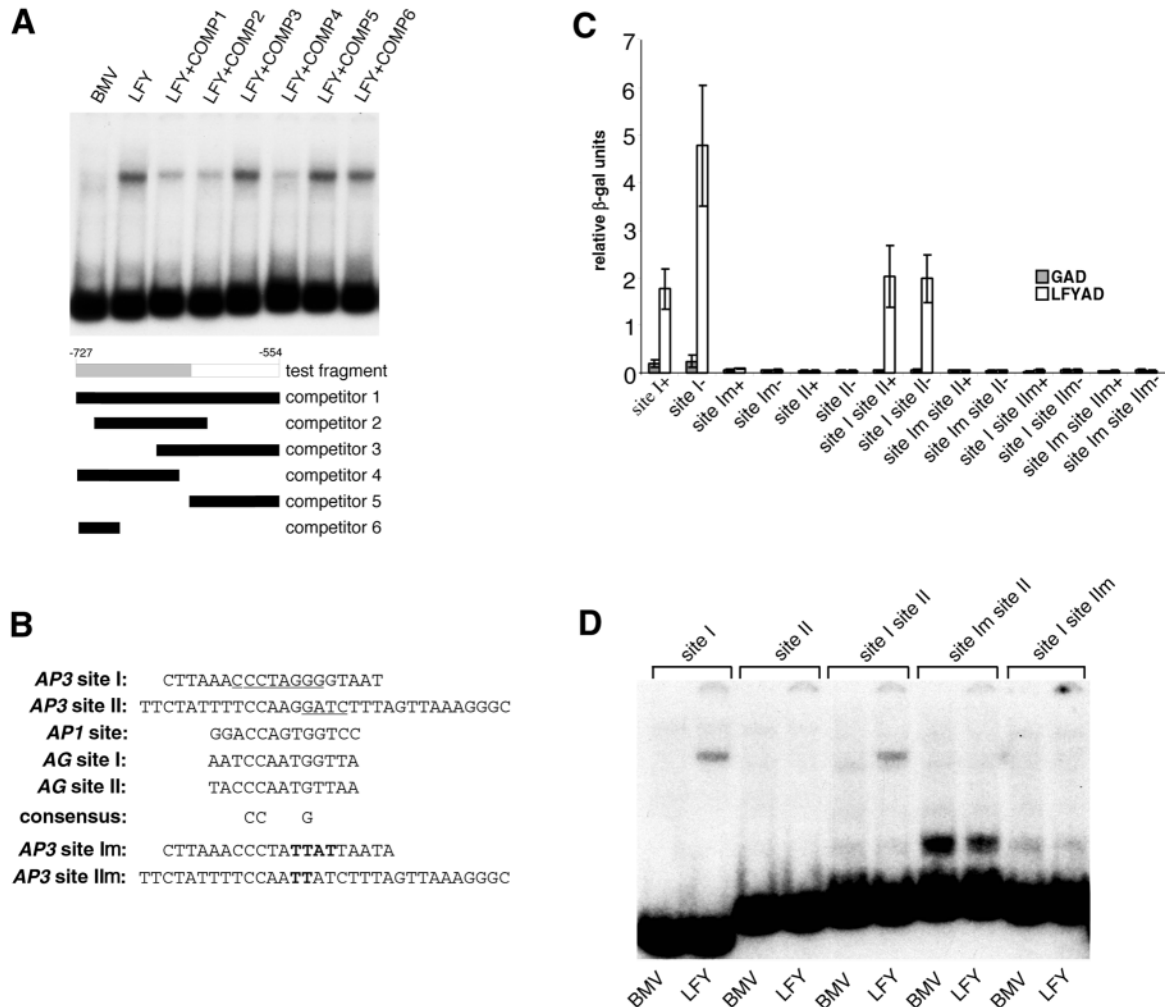 A
BMV
LFY
LFY+COMP1
LFY+COMP2
LFY+COMP3
LFY+COMP4
LFY+COMP5
LFY+COMP6
-727
-554
test fragment
competitor 1
competitor 2
competitor 3
competitor 4
competitor 5
competitor 6
B
AP3 site I: CTTAAACCCTAGGGGTAAT
AP3 site II: TTCTATTTTCCAAGGATCTTTAGTTAAAGGGC
AP1 site: GGACCAGTGGTCC
AG site I: AATCCAATGGTTA
AG site II: TACCCAATGTTAA
consensus: CC G
AP3 site Im: CTTAAACCCTATTATTAATA
AP3 site IIm: TTCTATTTTCCAATTATCTTTAGTTAAAGGGC
C
relative β-gal units
7
6
5
4
3
2
1
0
GAD
LFYAD
site I+
site I-
site Im+
site Im-
site II+
site II-
site I site II+
site I site II-
site Im site II+
site Im site II-
site I site IIm+
site I site IIm-
site Im site IIm+
site Im site IIm-
D
site I
site II
site I site II
site Im site II
site I site IIm
BMV
LFY
BMV
LFY
BMV
LFY
BMV
LFY
BMV
LFY